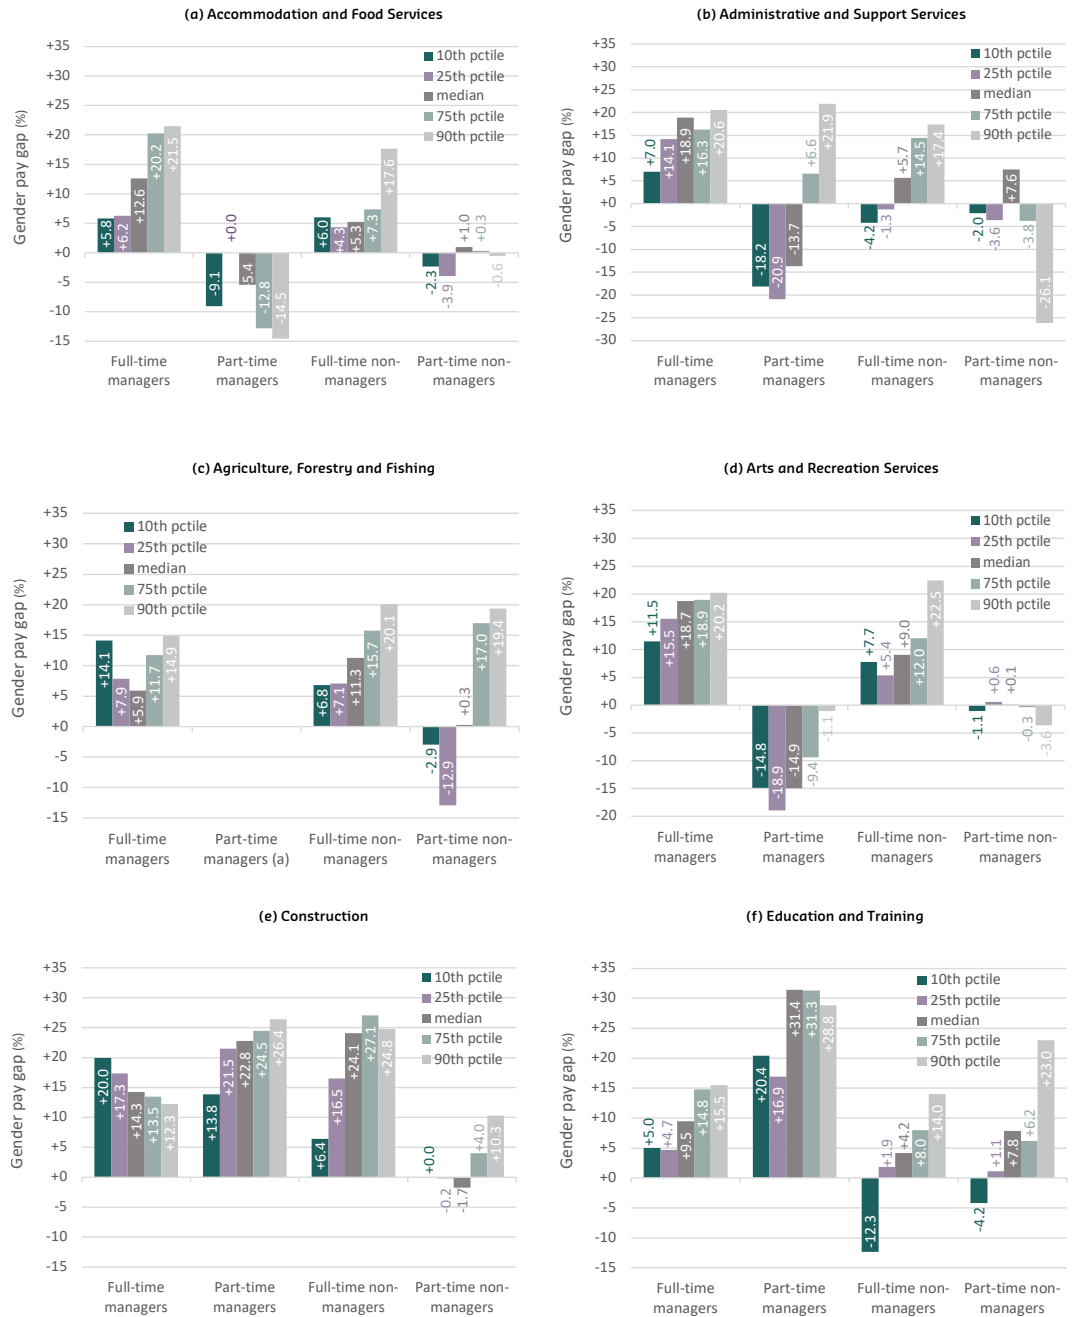 (a) Accommodation and Food Services
Gender pay gap (%)
+35
+30
+25
+20
+15
+10
+5
+0
-5
-10
-15
10th pctile
25th pctile
median
75th pctile
90th pctile
+5.8
+6.2
+12.6
+20.2
+21.5
-9.1
+0.0
5.4
-12.8
-14.5
+6.0
+4.3
+5.3
+7.3
+17.6
-2.3
-3.9
+1.0
+0.3
-0.6
Full-time managers
Part-time managers
Full-time non-managers
Part-time non-managers
(b) Administrative and Support Services
Gender pay gap (%)
+35
+30
+25
+20
+15
+10
+5
+0
-5
-10
-15
-20
-25
-30
10th pctile
25th pctile
median
75th pctile
90th pctile
+7.0
+14.1
+18.9
+16.3
+20.6
-18.2
-20.9
-13.7
+6.6
+21.9
-4.2
-1.3
+5.7
+14.5
+17.4
-2.0
-3.6
+7.6
-3.8
-26.1
Full-time managers
Part-time managers
Full-time non-managers
Part-time non-managers
(c) Agriculture, Forestry and Fishing
Gender pay gap (%)
+35
+30
+25
+20
+15
+10
+5
+0
-5
-10
-15
10th pctile
25th pctile
median
75th pctile
90th pctile
+14.1
+7.9
+5.9
+11.7
+14.9
+6.8
+7.1
+11.3
+15.7
+20.1
-2.9
-12.9
+0.3
+17.0
+19.4
Full-time managers
Part-time managers (a)
Full-time non-managers
Part-time non-managers
(d) Arts and Recreation Services
Gender pay gap (%)
+35
+30
+25
+20
+15
+10
+5
+0
-5
-10
-15
-20
10th pctile
25th pctile
median
75th pctile
90th pctile
+11.5
+15.5
+18.7
+18.9
+20.2
-14.8
-18.9
-14.9
-9.4
-1.1
+7.7
+5.4
+9.0
+12.0
+22.5
-1.1
+0.6
+0.1
-0.3
-3.6
Full-time managers
Part-time managers
Full-time non-managers
Part-time non-managers
(e) Construction
Gender pay gap (%)
+35
+30
+25
+20
+15
+10
+5
+0
-5
-10
-15
10th pctile
25th pctile
median
75th pctile
90th pctile
+20.0
+17.3
+14.3
+13.5
+12.3
+13.8
+21.5
+22.8
+24.5
+26.4
+6.4
+16.5
+24.1
+27.1
+24.8
+0.0
-0.2
-1.7
+4.0
+10.3
Full-time managers
Part-time managers
Full-time non-managers
Part-time non-managers
(f) Education and Training
Gender pay gap (%)
+35
+30
+25
+20
+15
+10
+5
+0
-5
-10
-15
10th pctile
25th pctile
median
75th pctile
90th pctile
+5.0
+4.7
+9.5
+14.8
+15.5
+20.4
+16.9
+31.4
+31.3
+28.8
-12.3
+1.9
+4.2
+8.0
+14.0
-4.2
+1.1
+7.8
+6.2
+23.0
Full-time managers
Part-time managers
Full-time non-managers
Part-time non-managers